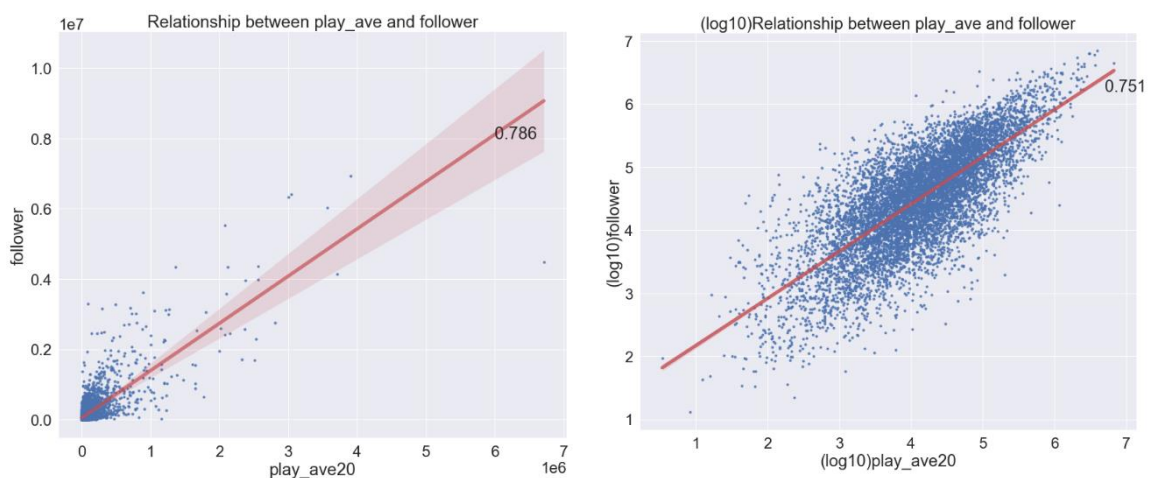 Relationship between play_ave and follower
1e7
1.0
0.8
0.6
0.4
0.2
0.0
follower
0.786
0 1 2 3 4 5 6 7
1e6
play_ave20
(log10)Relationship between play_ave and follower
7
6
5
4
3
2
1
(log10)follower
0.751
1 2 3 4 5 6 7
(log10)play_ave20